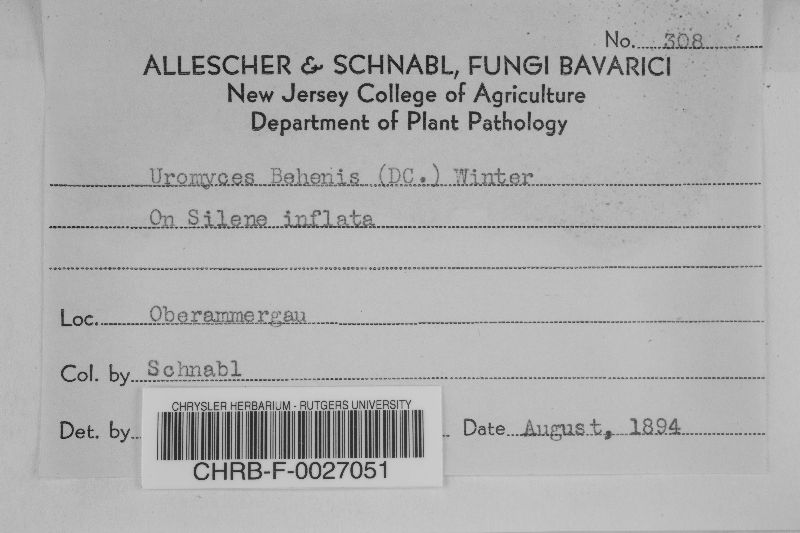 No. 308
ALLESCHER & SCHNABL, FUNGI BAVARICI
New Jersey College of Agriculture
Department of Plant Pathology
Uromyces Behenis (DC.) Winter
On Silene inflata
Loc. Oberammergau
Col. by Schnabl
Det. by
Date August, 1894
CHRYSLER HERBARIUM - RUTGERS UNIVERSITY
CHRB-F-0027051